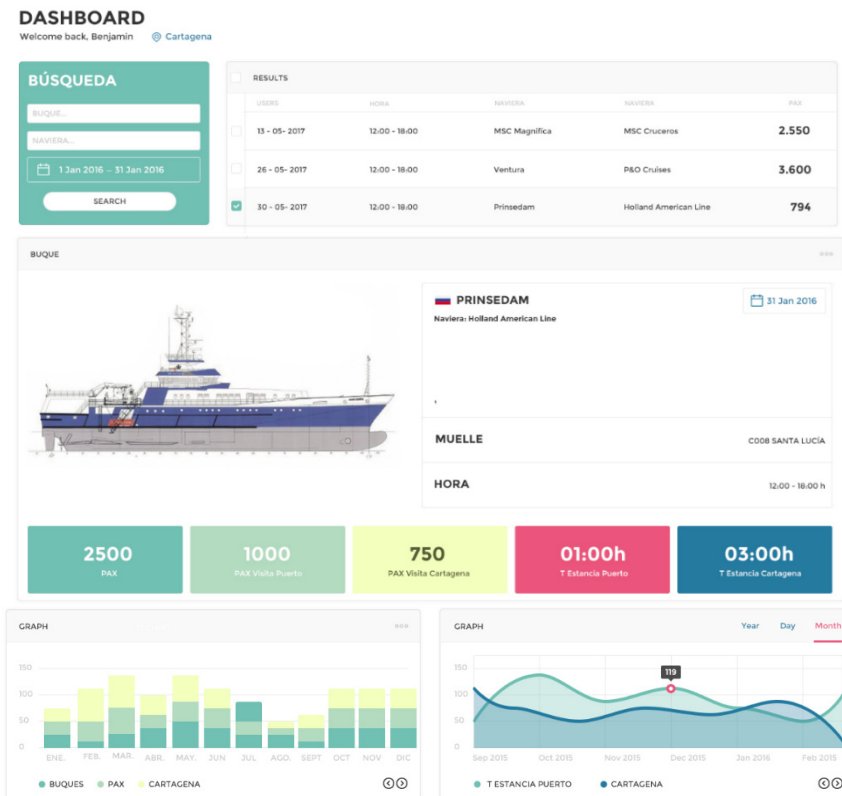 DASHBOARD
Welcome back, Benjamin Cartagena
BÚSQUEDA
BUQUE...
NAVIERA...
1 Jan 2016 – 31 Jan 2016
SEARCH
RESULTS
USERS HORA NAVIERA NAVIERA PAX
13 - 05- 2017 12:00 - 18:00 MSC Magnifica MSC Cruceros 2.550
26 - 05- 2017 12:00 - 18:00 Ventura P&O Cruises 3.600
30 - 05- 2017 12:00 - 18:00 Prinsedam Holland American Line 794
BUQUE
PRINSEDAM 31 Jan 2016
Naviera: Holland American Line
MUELLE C008 SANTA LUCÍA
HORA 12:00 - 18:00 h
2500 1000 750 01:00h 03:00h
PAX PAX Visita Puerto PAX Visita Cartagena T Estancia Puerto T Estancia Cartagena
GRAPH
150
100
50
0
ENE. FEB. MAR. ABR. MAY. JUN JUL AGO. SEPT OCT NOV DIC
BUQUES PAX CARTAGENA
GRAPH Year Day Month
150
119
100
50
0
Sep 2015 Oct 2015 Nov 2015 Dec 2015 Jan 2016 Feb 2015
T ESTANCIA PUERTO CARTAGENA